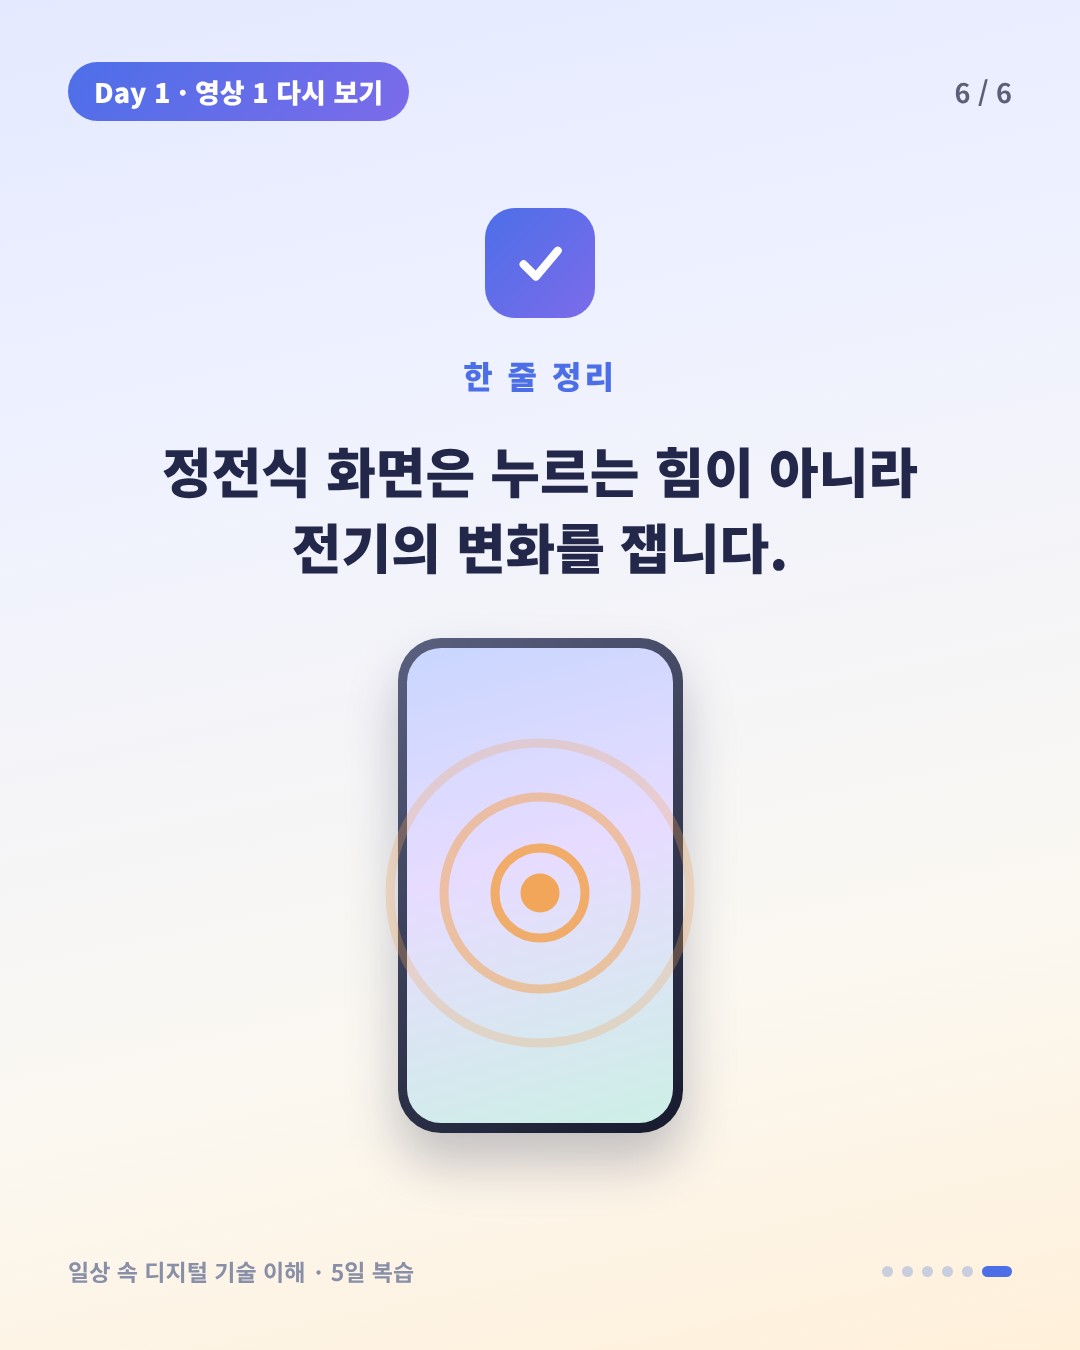 Day 1 · 영상 1 다시 보기
6 / 6
한 줄 정리
정전식 화면은 누르는 힘이 아니라
전기의 변화를 잽니다.
일상 속 디지털 기술 이해 · 5일 복습